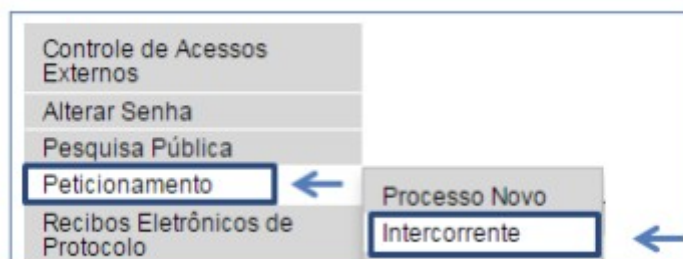 Controle de Acessos
Externos
Alterar Senha
Pesquisa Pública
Peticionamento
Processo Novo
Recibos Eletrônicos de
Protocolo
Intercorrente